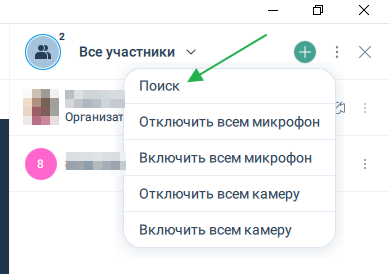 2
Все участники
Поиск
Организат
Отключить всем микрофон
Включить всем микрофон
8
Отключить всем камеру
Включить всем камеру